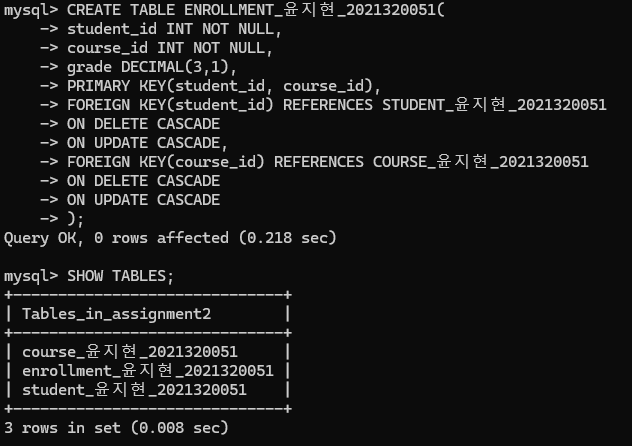 mysql> CREATE TABLE ENROLLMENT_윤지현_2021320051(
    -> student_id INT NOT NULL,
    -> course_id INT NOT NULL,
    -> grade DECIMAL(3,1),
    -> PRIMARY KEY(student_id, course_id),
    -> FOREIGN KEY(student_id) REFERENCES STUDENT_윤지현_2021320051
    -> ON DELETE CASCADE
    -> ON UPDATE CASCADE,
    -> FOREIGN KEY(course_id) REFERENCES COURSE_윤지현_2021320051
    -> ON DELETE CASCADE
    -> ON UPDATE CASCADE
    -> );
Query OK, 0 rows affected (0.218 sec)
mysql> SHOW TABLES;
+------------------------------+
| Tables_in_assignment2        |
+------------------------------+
| course_윤지현_2021320051     |
| enrollment_윤지현_2021320051 |
| student_윤지현_2021320051    |
+------------------------------+
3 rows in set (0.008 sec)